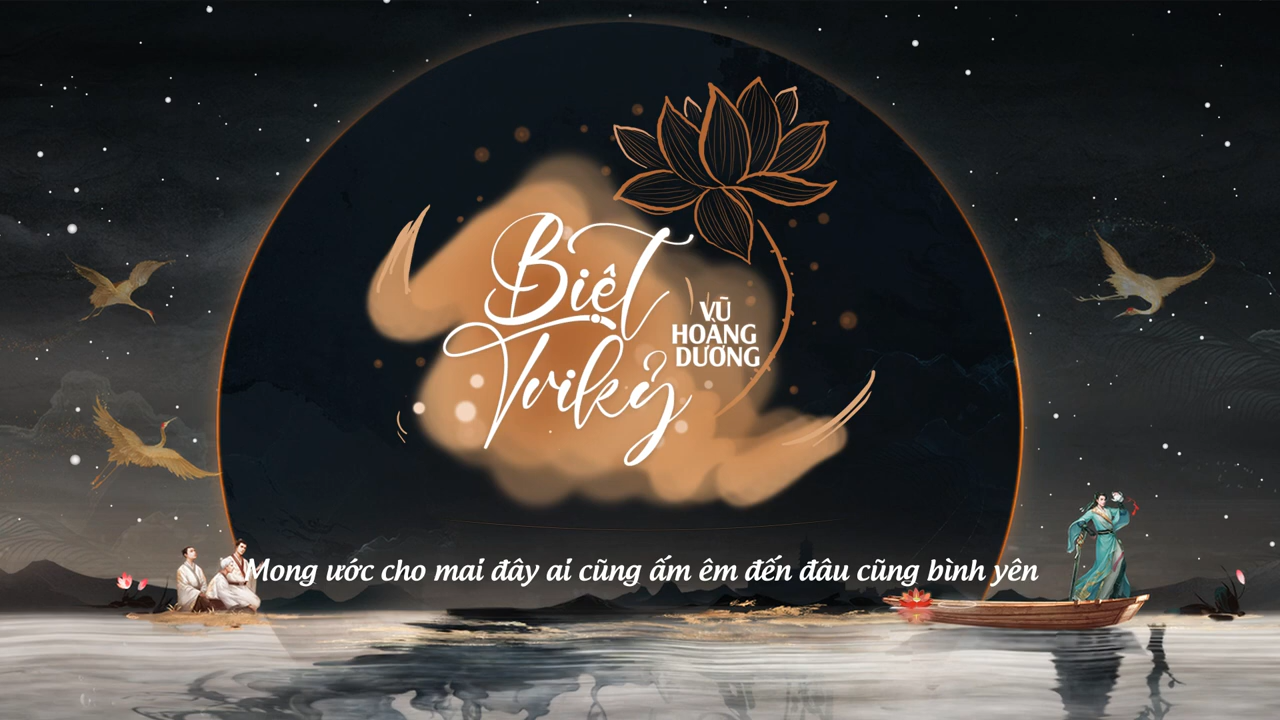 Biệt
Tri kỷ
VŨ
HOÀNG
DƯƠNG
Mong ước cho mai đây ai cũng ấm êm đến đâu cũng bình yên